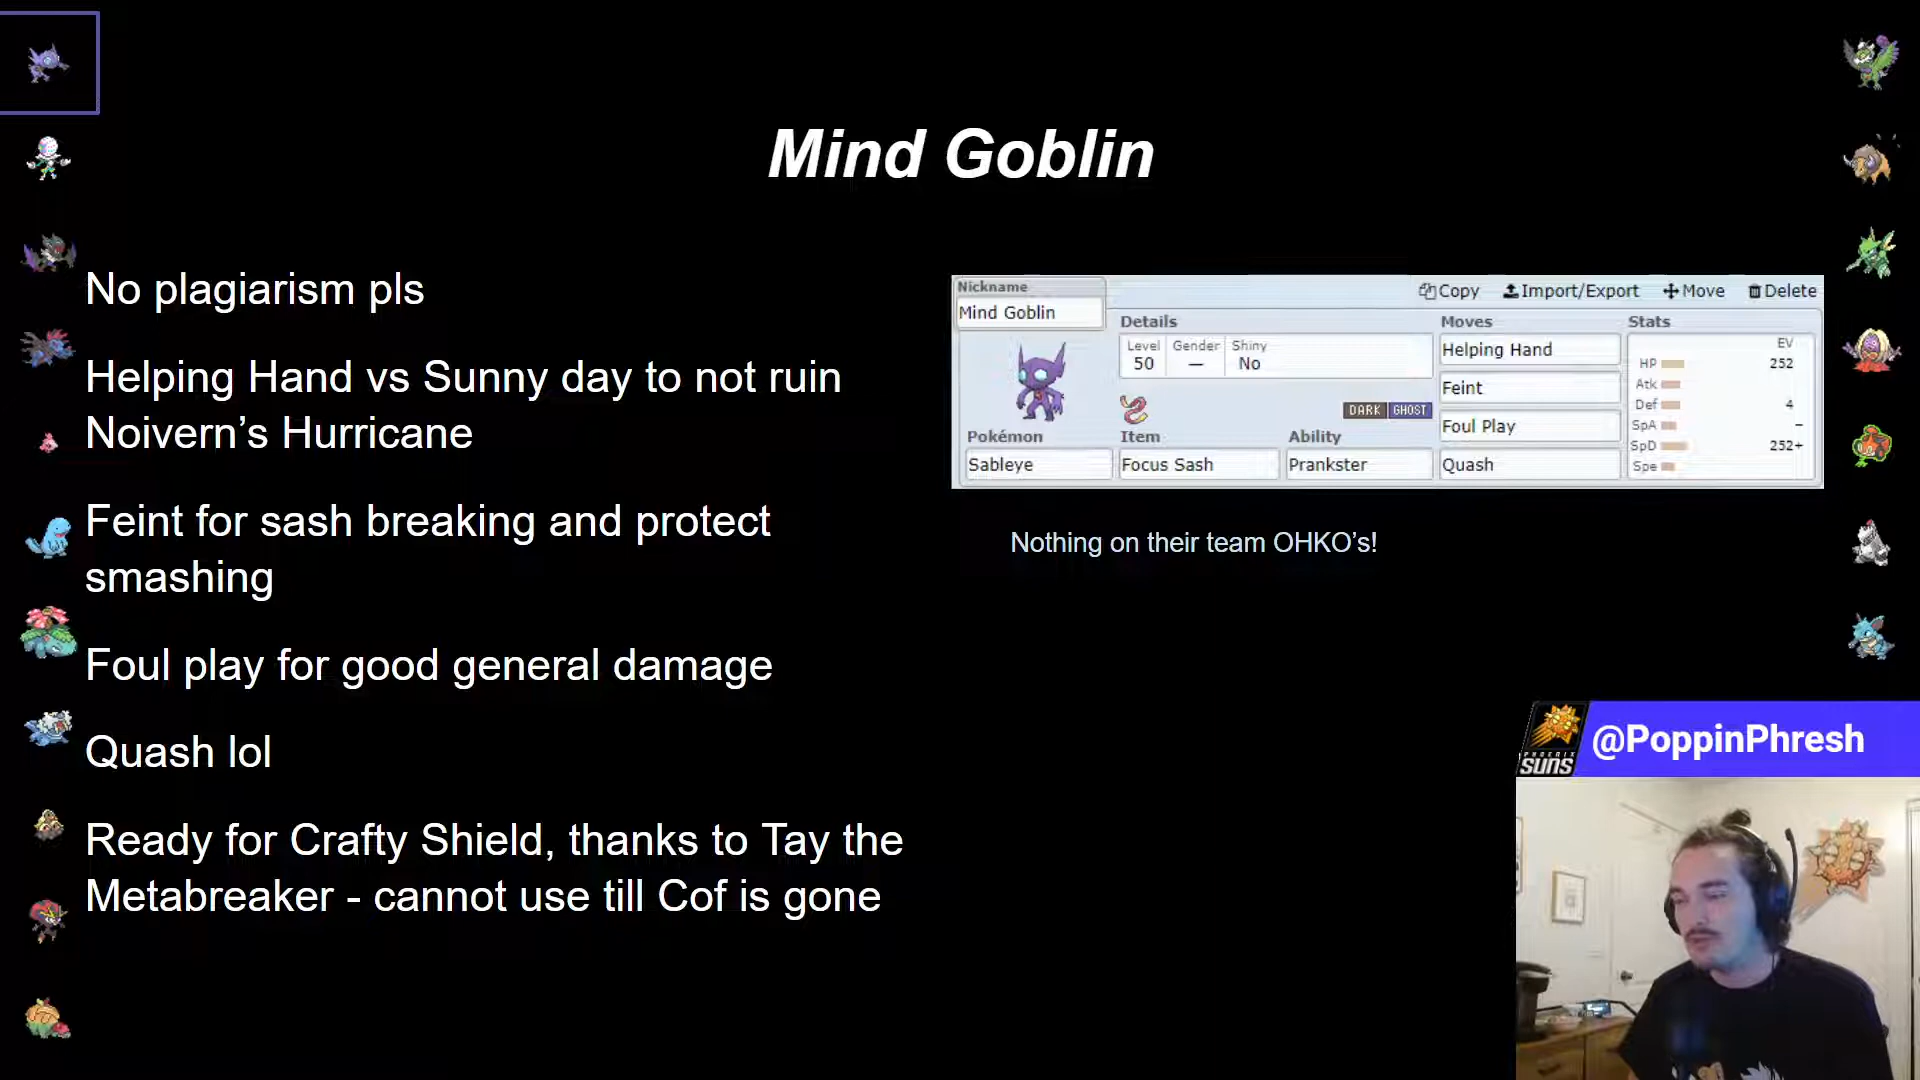 Mind Goblin
No plagiarism pls
Helping Hand vs Sunny day to not ruin
Noivern's Hurricane
Feint for sash breaking and protect
smashing
Foul play for good general damage
Quash lol
Ready for Crafty Shield, thanks to Tay the
Metabreaker - cannot use till Cof is gone
Nickname
Mind Goblin
Copy Import/Export Move Delete
Details
Level Gender Shiny
50 — No
DARK GHOST
Pokémon Item Ability
Sableye Focus Sash Prankster
Moves
Helping Hand
Feint
Foul Play
Quash
Stats
EV
HP 252
Atk
Def 4
SpA –
SpD 252+
Spe
Nothing on their team OHKO's!
PHOENIX
SUNS
@PoppinPhresh